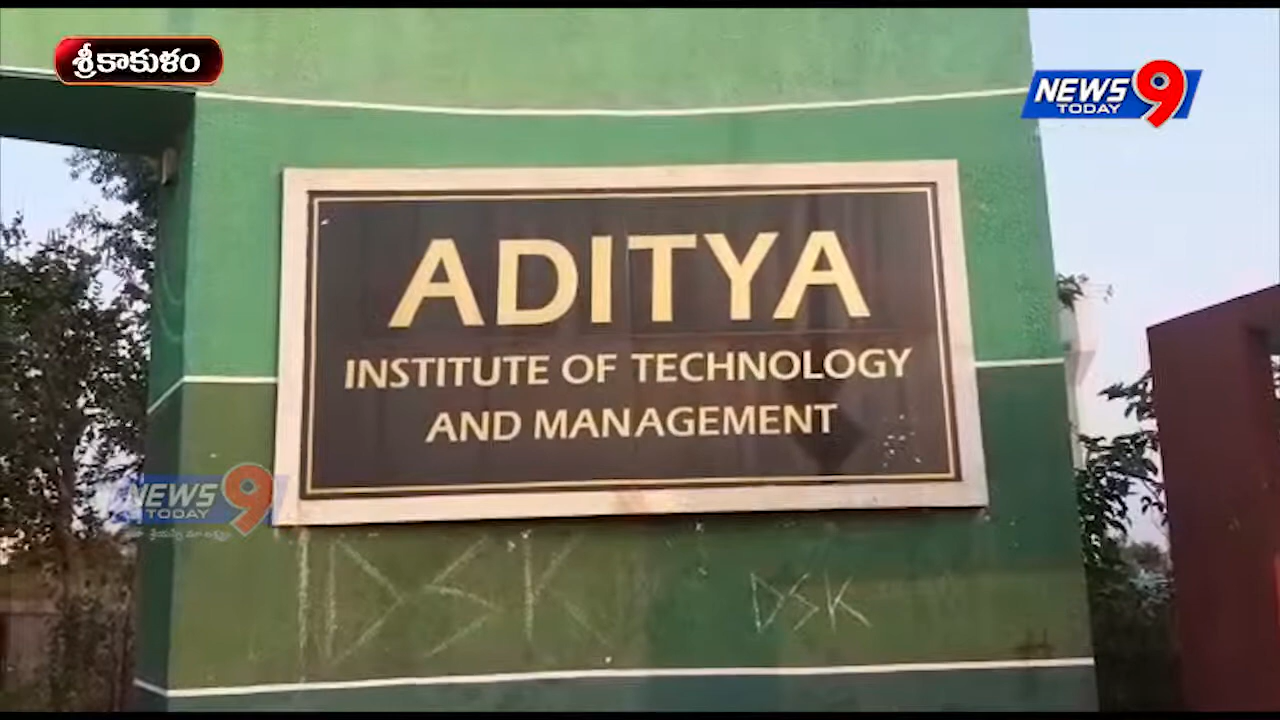 శ్రీకాకుళం
NEWS 9
TODAY
ADITYA
INSTITUTE OF TECHNOLOGY
AND MANAGEMENT
NEWS 9
TODAY
DSK
DSK